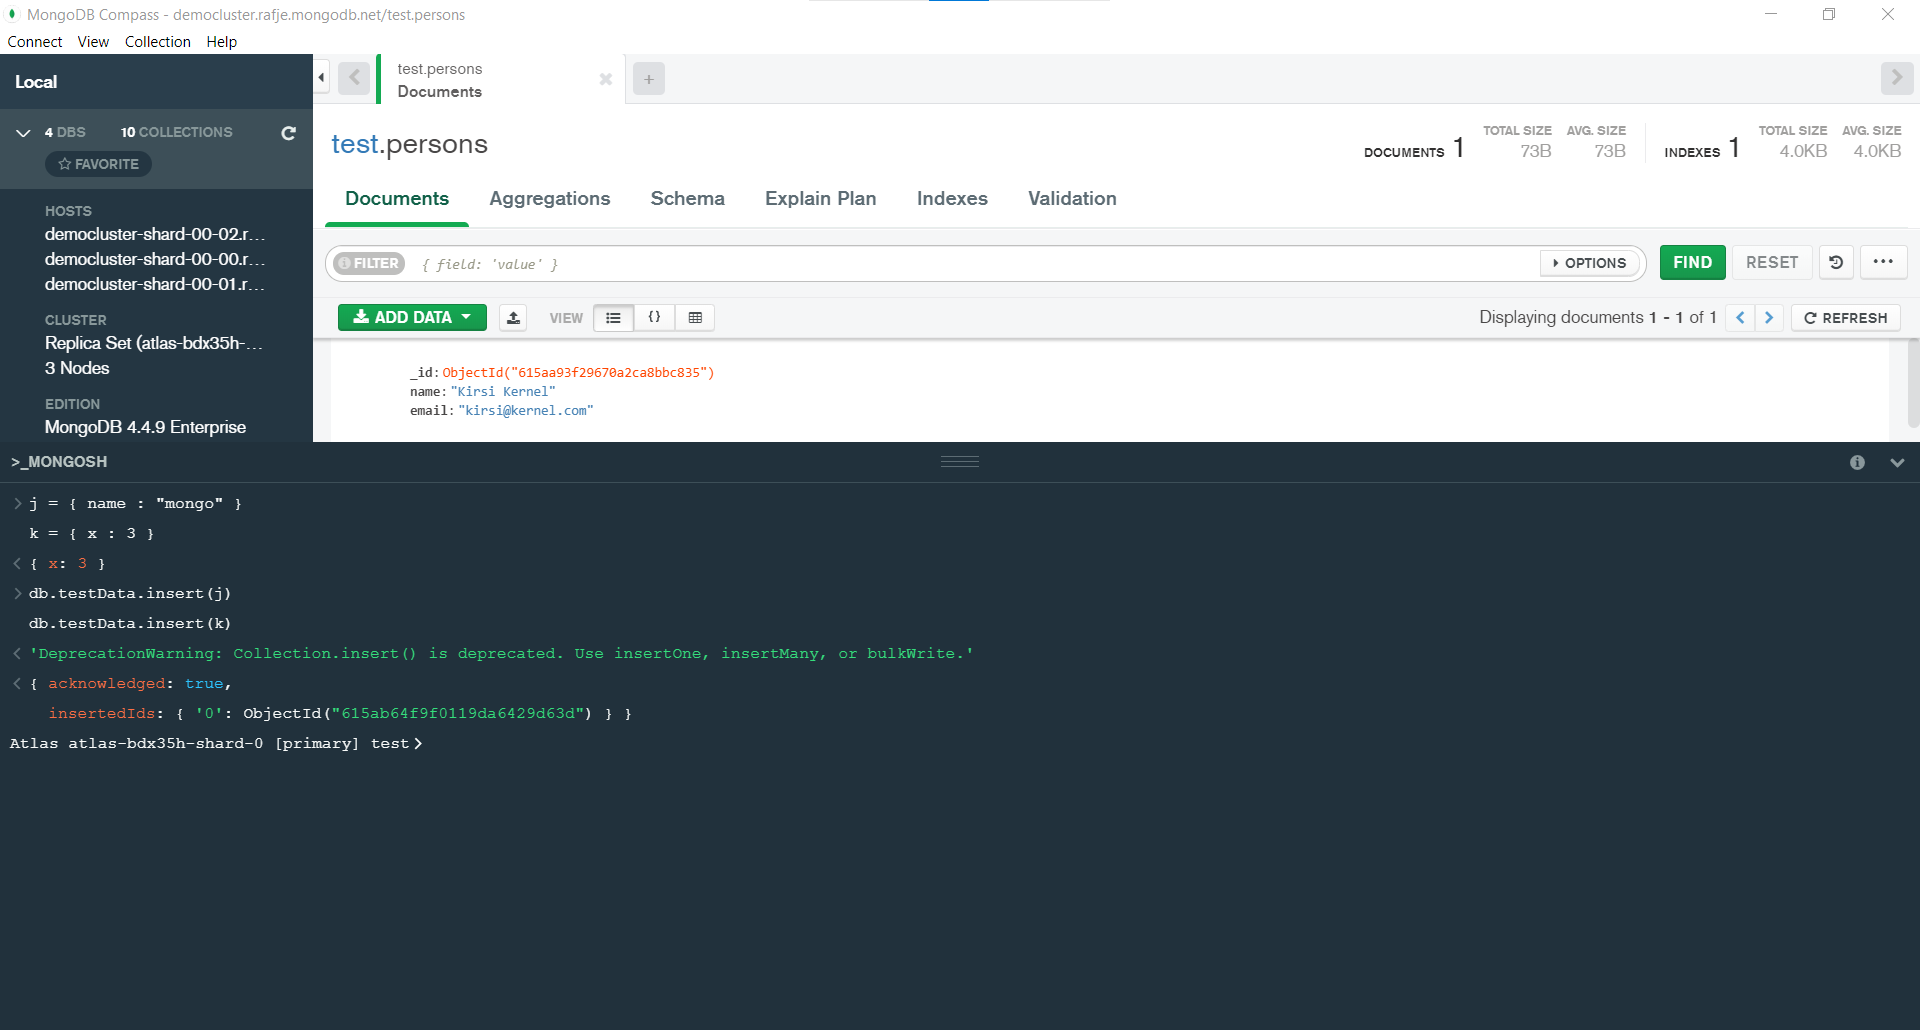 MongoDB Compass - democluster.rafje.mongodb.net/test.persons
Connect View Collection Help
Local
4 DBS 10 COLLECTIONS
FAVORITE
HOSTS
democluster-shard-00-02.r...
democluster-shard-00-00.r...
democluster-shard-00-01.r...
CLUSTER
Replica Set (atlas-bdx35h-...
3 Nodes
EDITION
MongoDB 4.4.9 Enterprise
test.persons
Documents
+
test.persons
DOCUMENTS 1 TOTAL SIZE 73B AVG. SIZE 73B INDEXES 1 TOTAL SIZE 4.0KB AVG. SIZE 4.0KB
Documents Aggregations Schema Explain Plan Indexes Validation
FILTER { field: 'value' } OPTIONS FIND RESET ...
ADD DATA VIEW {} Displaying documents 1 - 1 of 1 < > REFRESH
_id: ObjectId("615aa93f29670a2ca8bbc835")
name: "Kirsi Kernel"
email: "kirsi@kernel.com"
>_MONGOSH
> j = { name : "mongo" }
k = { x : 3 }
< { x: 3 }
> db.testData.insert(j)
db.testData.insert(k)
< 'DeprecationWarning: Collection.insert() is deprecated. Use insertOne, insertMany, or bulkWrite.'
< { acknowledged: true,
insertedIds: { '0': ObjectId("615ab64f9f0119da6429d63d") } }
Atlas atlas-bdx35h-shard-0 [primary] test>